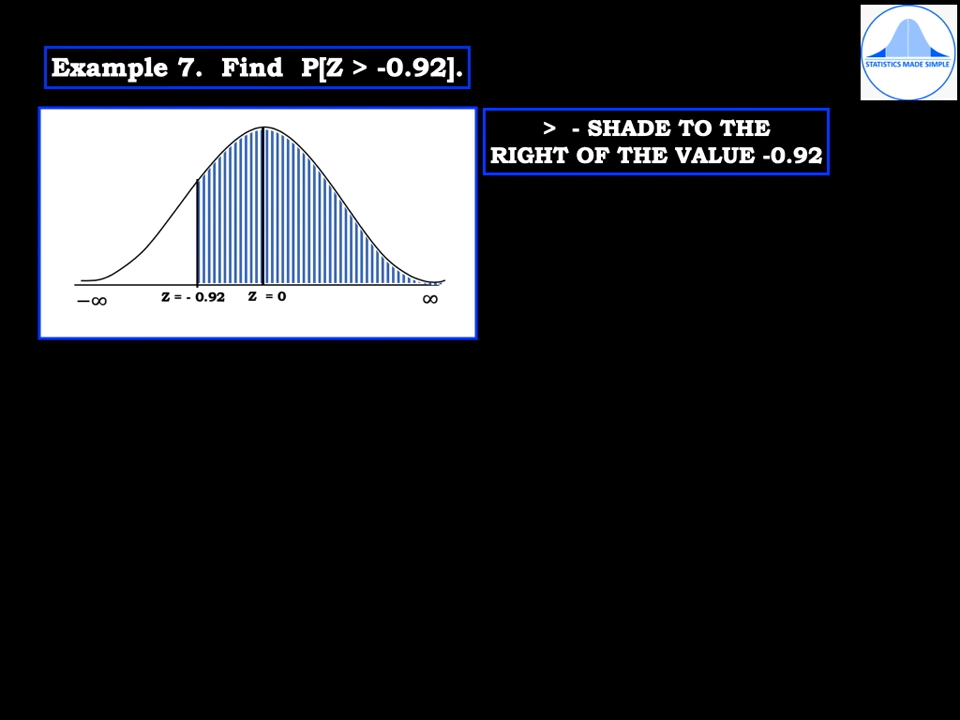 STATISTICS MADE SIMPLE
Example 7. Find P[Z > -0.92].
> - SHADE TO THE
RIGHT OF THE VALUE -0.92
−∞
Z = - 0.92
Z = 0
∞